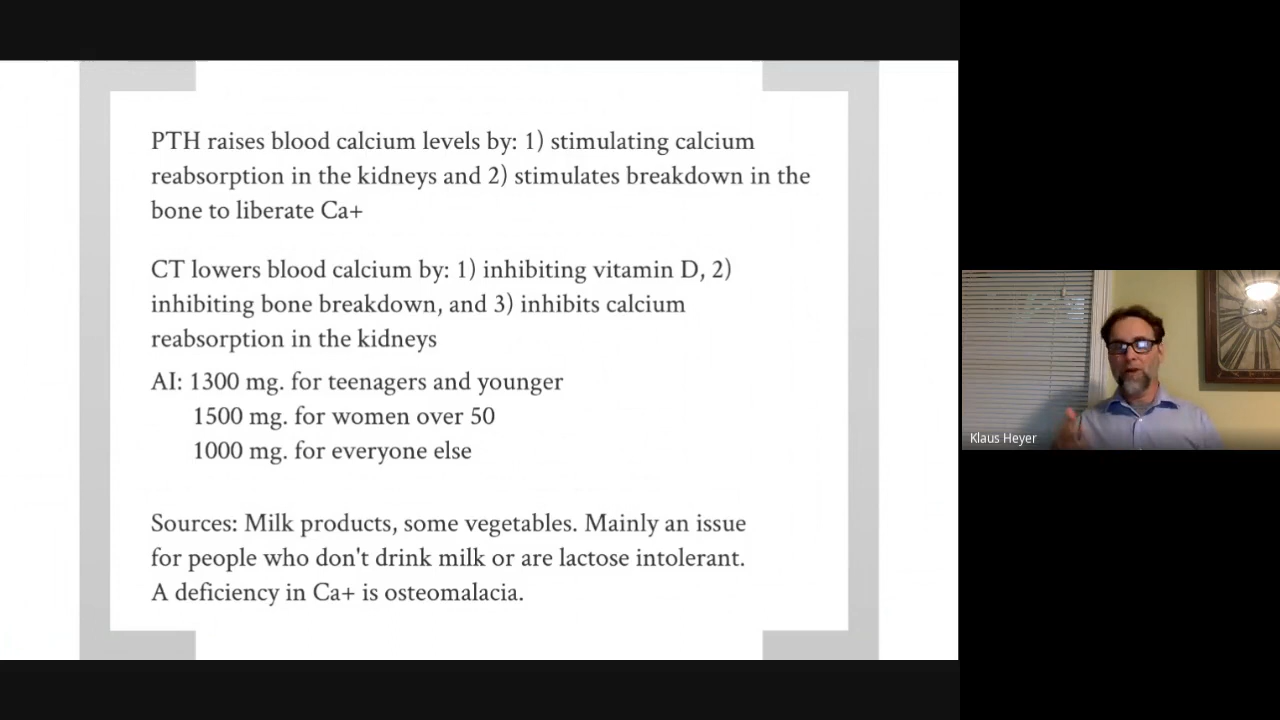 PTH raises blood calcium levels by: 1) stimulating calcium
reabsorption in the kidneys and 2) stimulates breakdown in the
bone to liberate Ca+
CT lowers blood calcium by: 1) inhibiting vitamin D, 2)
inhibiting bone breakdown, and 3) inhibits calcium
reabsorption in the kidneys
AI: 1300 mg. for teenagers and younger
1500 mg. for women over 50
1000 mg. for everyone else
Sources: Milk products, some vegetables. Mainly an issue
for people who don't drink milk or are lactose intolerant.
A deficiency in Ca+ is osteomalacia.
Klaus Heyer